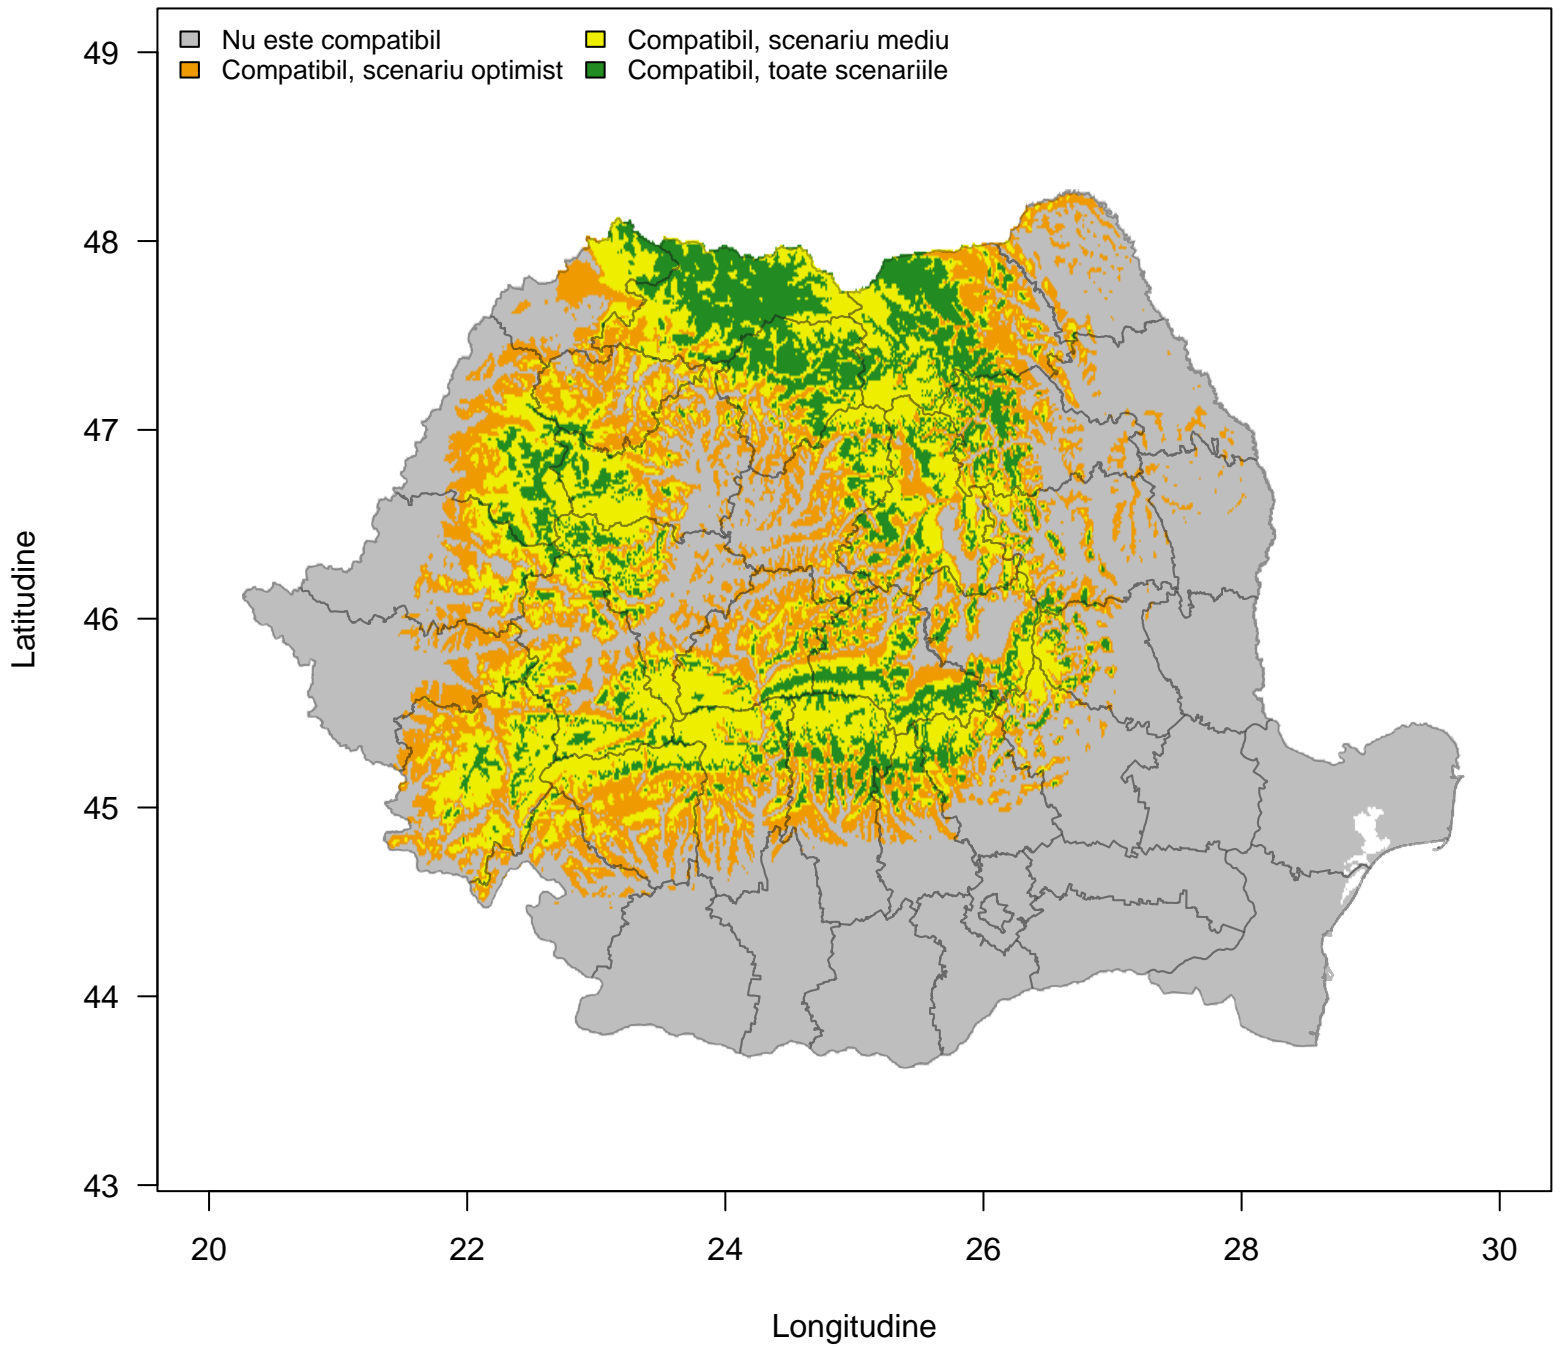 Nu este compatibil
Compatibil, scenariu optimist
Compatibil, scenariu mediu
Compatibil, toate scenariile
49
48
47
46
45
44
43
Latitudine
20 22 24 26 28 30
Longitudine